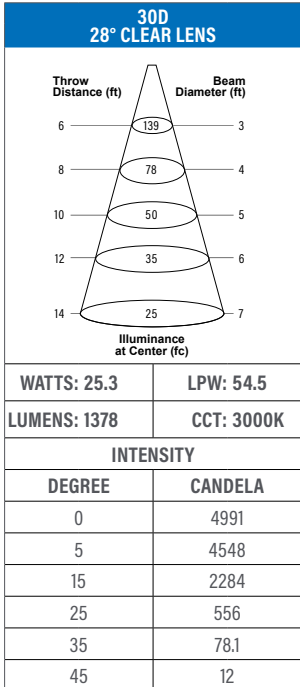 30D
28° CLEAR LENS
Throw Beam
Distance (ft) Diameter (ft)
6 139 3
8 78 4
10 50 5
12 35 6
14 25 7
Illuminance
at Center (fc)
WATTS: 25.3 LPW: 54.5
LUMENS: 1378 CCT: 3000K
INTENSITY
DEGREE CANDELA
0 4991
5 4548
15 2284
25 556
35 78.1
45 12